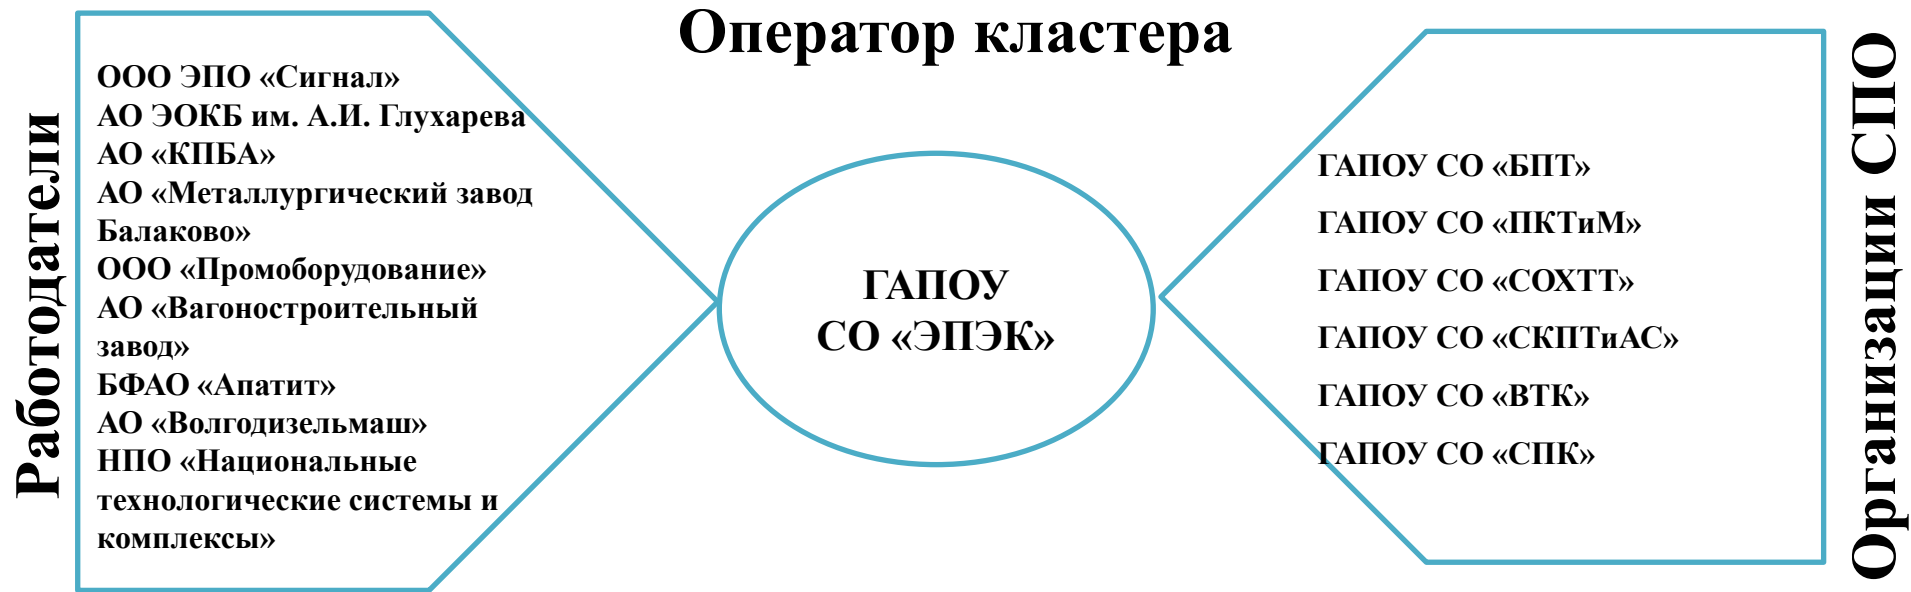 Оператор кластера
Работодатели
ООО ЭПО «Сигнал»
АО ЭОКБ им. А.И. Глухарева
АО «КПБА»
АО «Металлургический завод
Балаково»
ООО «Промоборудование»
АО «Вагоностроительный
завод»
БФАО «Апатит»
АО «Волгодизельмаш»
НПО «Национальные
технологические системы и
комплексы»
ГАПОУ
СО «ЭПЭК»
ГАПОУ СО «БПТ»
ГАПОУ СО «ПКТиМ»
ГАПОУ СО «СОХТТ»
ГАПОУ СО «СКПТиАС»
ГАПОУ СО «ВТК»
ГАПОУ СО «СПК»
Организации СПО